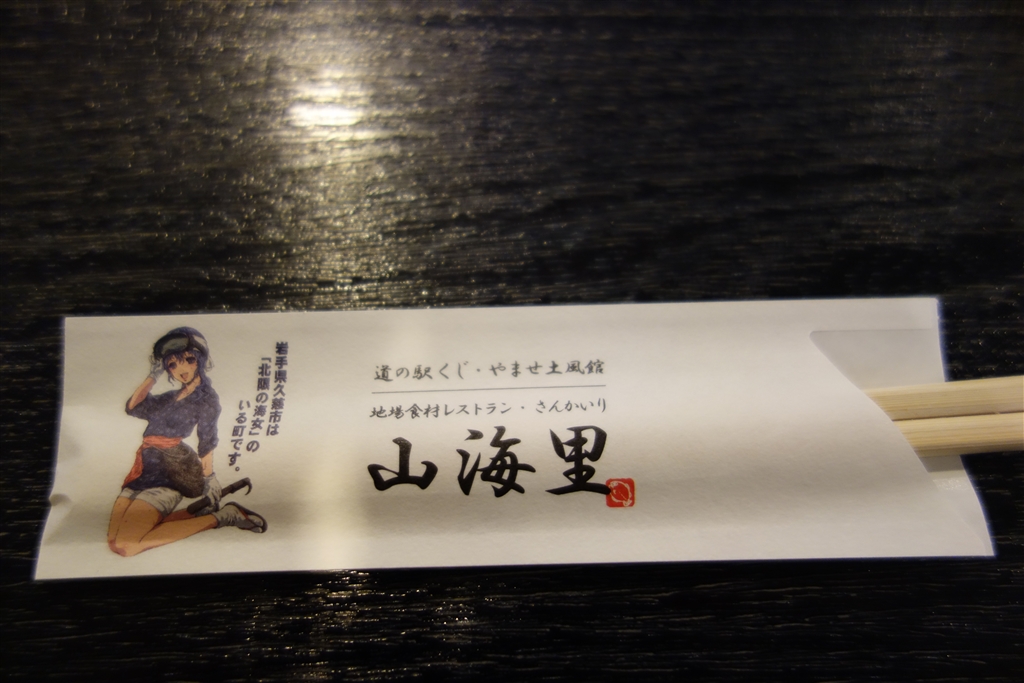 岩手県久慈市は
「北限の海女」の
いる町です。
道の駅くじ・やませ土風館
地場食材レストラン・さんかいり
山海里